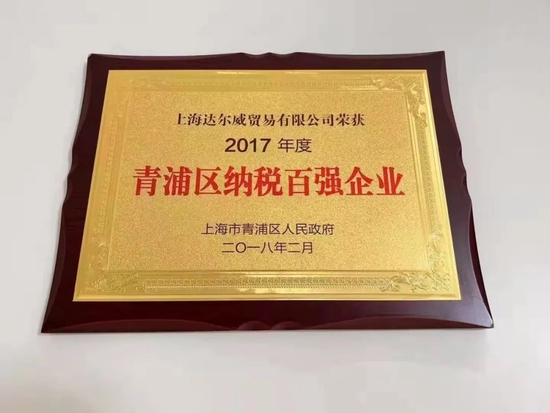 上海达尔威贸易有限公司荣获
2017 年度
青浦区纳税百强企业
上海市青浦区人民政府
二〇一八年二月